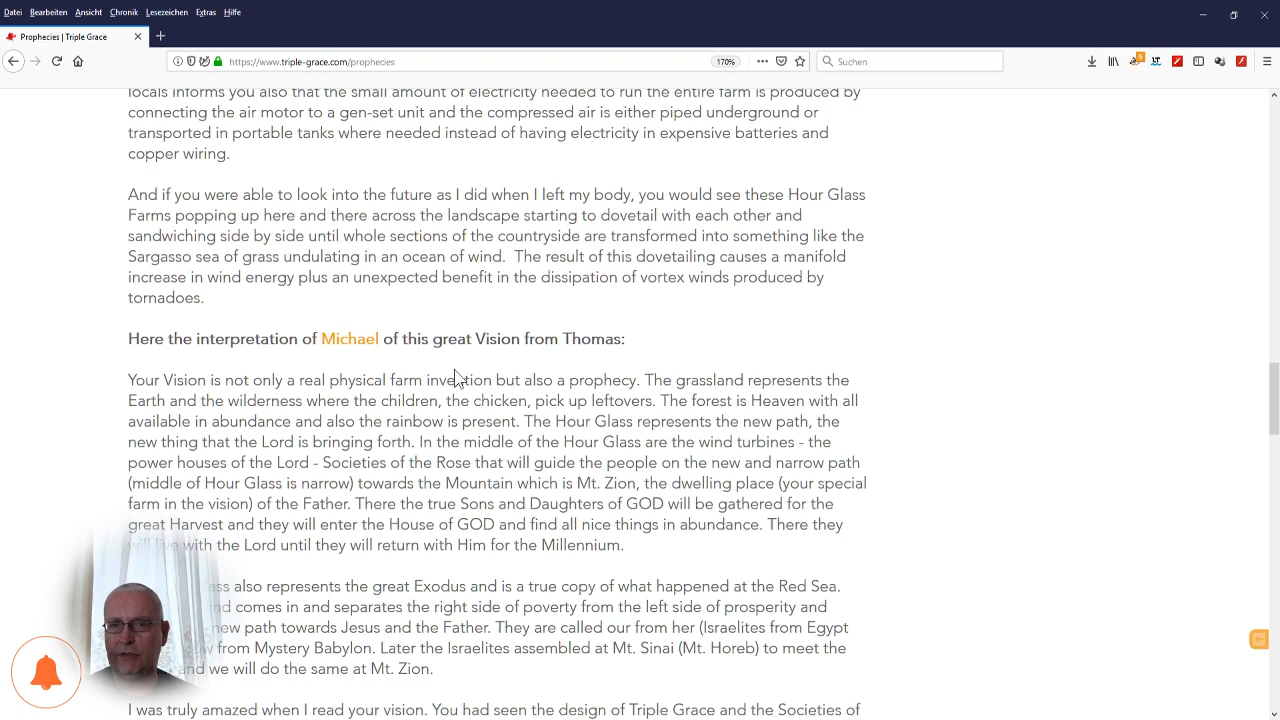 Datei Bearbeiten Ansicht Chronik Lesezeichen Extras Hilfe
Prophecies | Triple Grace
https://www.triple-grace.com/prophecies 170% Suchen
locals informs you also that the small amount of electricity needed to run the entire farm is produced by
connecting the air motor to a gen-set unit and the compressed air is either piped underground or
transported in portable tanks where needed instead of having electricity in expensive batteries and
copper wiring.
And if you were able to look into the future as I did when I left my body, you would see these Hour Glass
Farms popping up here and there across the landscape starting to dovetail with each other and
sandwiching side by side until whole sections of the countryside are transformed into something like the
Sargasso sea of grass undulating in an ocean of wind. The result of this dovetailing causes a manifold
increase in wind energy plus an unexpected benefit in the dissipation of vortex winds produced by
tornadoes.
Here the interpretation of Michael of this great Vision from Thomas:
Your Vision is not only a real physical farm invention but also a prophecy. The grassland represents the
Earth and the wilderness where the children, the chicken, pick up leftovers. The forest is Heaven with all
available in abundance and also the rainbow is present. The Hour Glass represents the new path, the
new thing that the Lord is bringing forth. In the middle of the Hour Glass are the wind turbines - the
power houses of the Lord - Societies of the Rose that will guide the people on the new and narrow path
(middle of Hour Glass is narrow) towards the Mountain which is Mt. Zion, the dwelling place (your special
farm in the vision) of the Father. There the true Sons and Daughters of GOD will be gathered for the
great Harvest and they will enter the House of GOD and find all nice things in abundance. There they
will live with the Lord until they will return with Him for the Millennium.
also represents the great Exodus and is a true copy of what happened at the Red Sea.
comes in and separates the right side of poverty from the left side of prosperity and
new path towards Jesus and the Father. They are called our from her (Israelites from Egypt
from Mystery Babylon. Later the Israelites assembled at Mt. Sinai (Mt. Horeb) to meet the
and we will do the same at Mt. Zion.
I was truly amazed when I read your vision. You had seen the design of Triple Grace and the Societies of